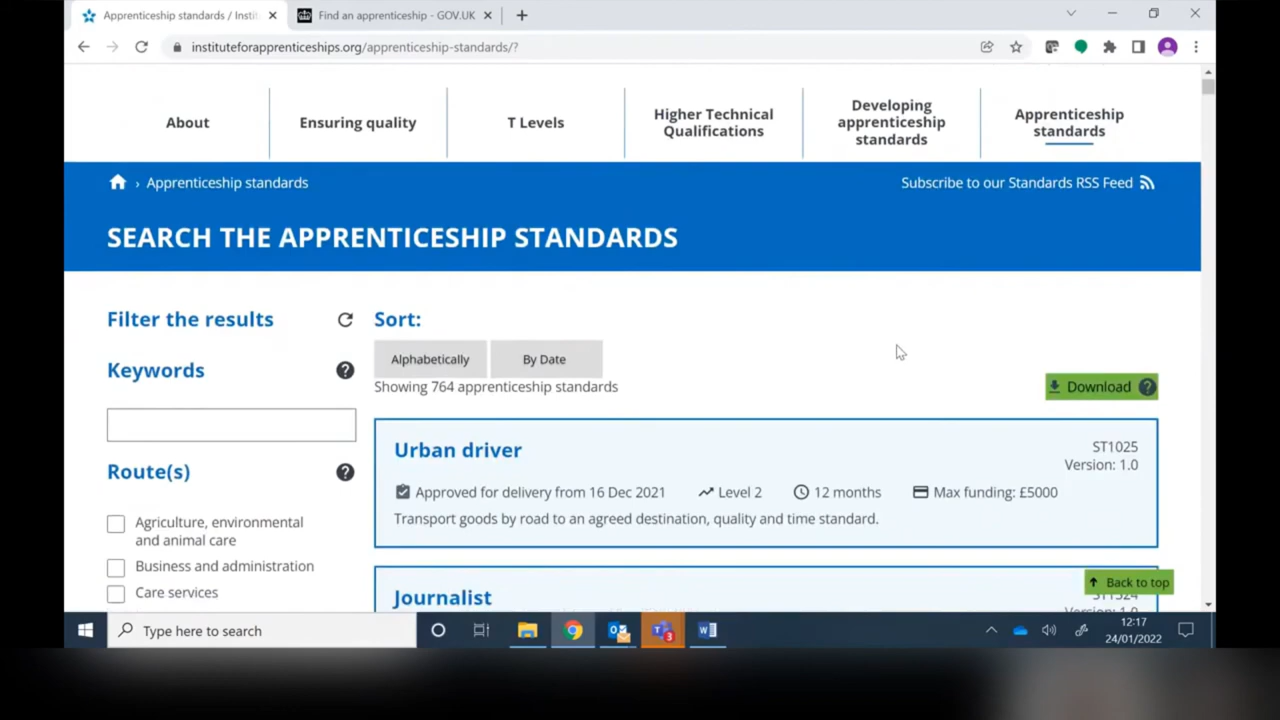 Apprenticeship standards / Instit
Find an apprenticeship - GOV.UK
instituteforapprenticeships.org/apprenticeship-standards/?
About
Ensuring quality
T Levels
Higher Technical
Qualifications
Developing
apprenticeship
standards
Apprenticeship
standards
› Apprenticeship standards
Subscribe to our Standards RSS Feed
SEARCH THE APPRENTICESHIP STANDARDS
Filter the results
Sort:
Alphabetically
By Date
Keywords ?
Showing 764 apprenticeship standards
Download ?
Urban driver
ST1025
Version: 1.0
Approved for delivery from 16 Dec 2021 Level 2 12 months Max funding: £5000
Transport goods by road to an agreed destination, quality and time standard.
Route(s) ?
Agriculture, environmental
and animal care
Business and administration
Care services
Journalist
Back to top
Type here to search
3
12:17
24/01/2022